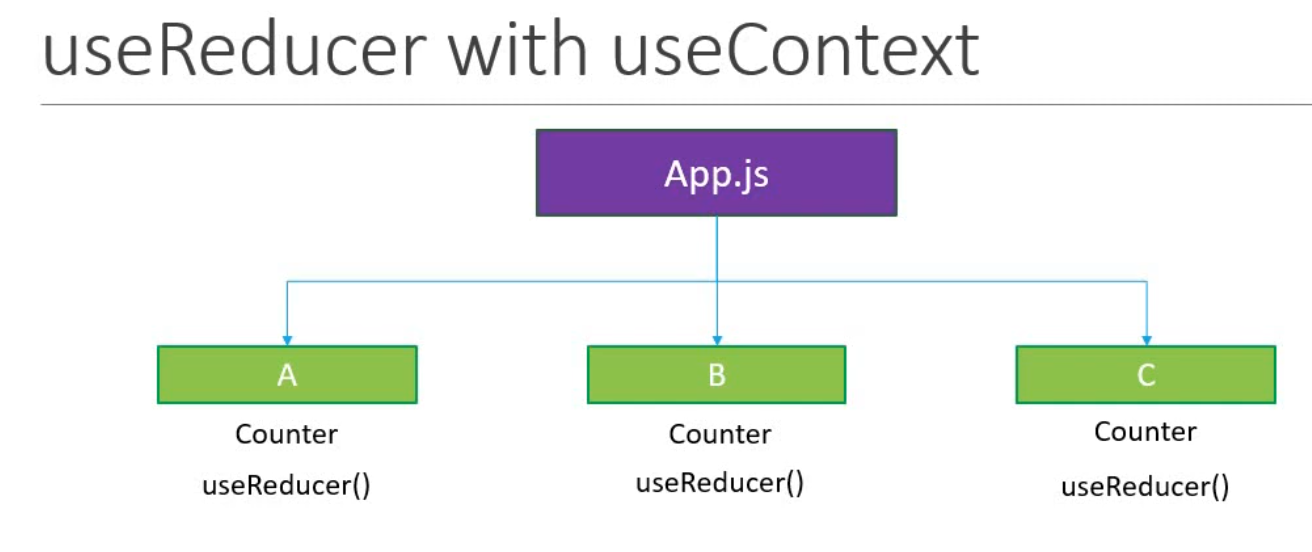 useReducer with useContext
App.js
A
B
C
Counter
Counter
Counter
useReducer()
useReducer()
useReducer()